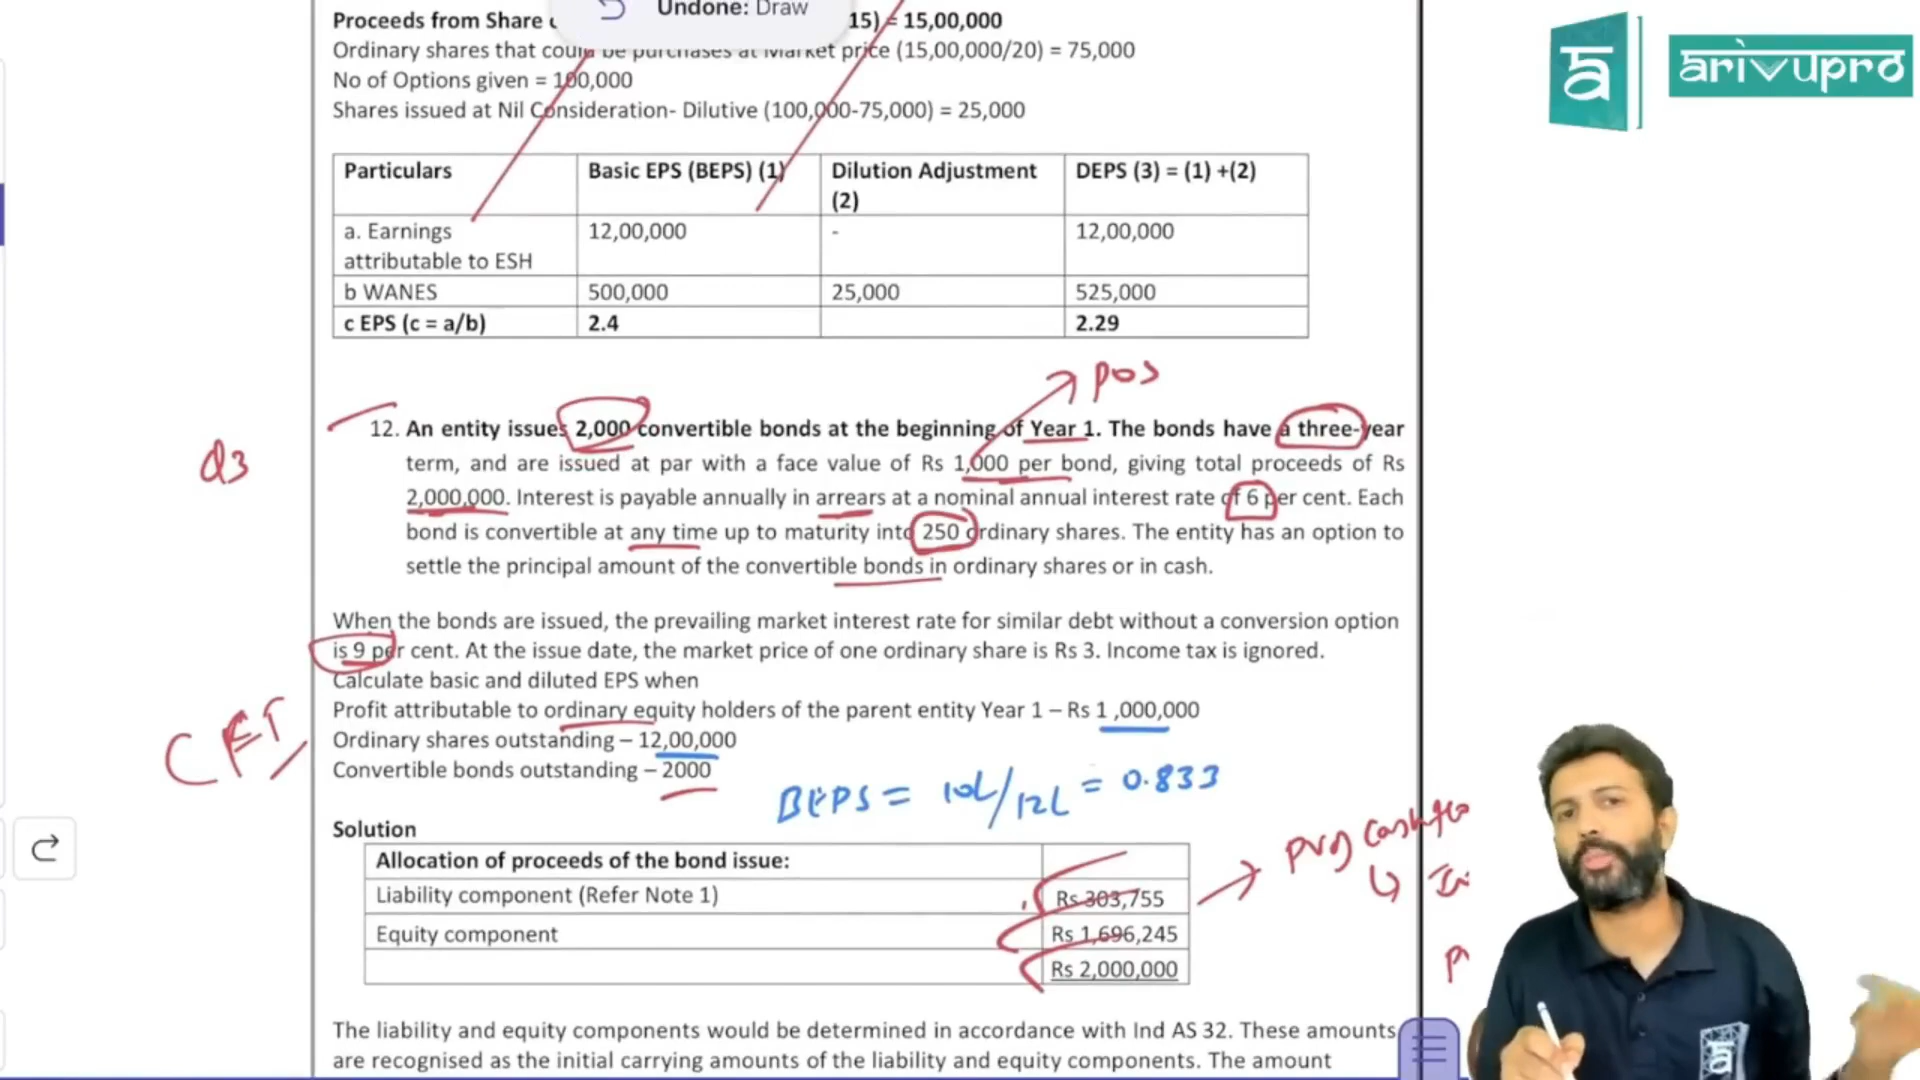 Undone: Draw
Proceeds from Share
15) = 15,00,000
Ordinary shares that could be purchases at Market price (15,00,000/20) = 75,000
No of Options given = 100,000
Shares issued at Nil Consideration- Dilutive (100,000-75,000) = 25,000
ā arivupro
Particulars Basic EPS (BEPS) (1) Dilution Adjustment (2) DEPS (3) = (1) +(2)
a. Earnings attributable to ESH 12,00,000 - 12,00,000
b WANES 500,000 25,000 525,000
c EPS (c = a/b) 2.4 2.29
pos
Q3
12. An entity issues 2,000 convertible bonds at the beginning of Year 1. The bonds have a three-year
term, and are issued at par with a face value of Rs 1,000 per bond, giving total proceeds of Rs
2,000,000. Interest is payable annually in arrears at a nominal annual interest rate of 6 per cent. Each
bond is convertible at any time up to maturity into 250 ordinary shares. The entity has an option to
settle the principal amount of the convertible bonds in ordinary shares or in cash.
When the bonds are issued, the prevailing market interest rate for similar debt without a conversion option
is 9 per cent. At the issue date, the market price of one ordinary share is Rs 3. Income tax is ignored.
Calculate basic and diluted EPS when
Profit attributable to ordinary equity holders of the parent entity Year 1 – Rs 1 ,000,000
Ordinary shares outstanding – 12,00,000
Convertible bonds outstanding – 2000
BEPS = 10L/12L = 0.833
Solution
Allocation of proceeds of the bond issue:
Liability component (Refer Note 1) Rs 303,755
Equity component Rs 1,696,245
Rs 2,000,000
The liability and equity components would be determined in accordance with Ind AS 32. These amounts
are recognised as the initial carrying amounts of the liability and equity components. The amount
ā